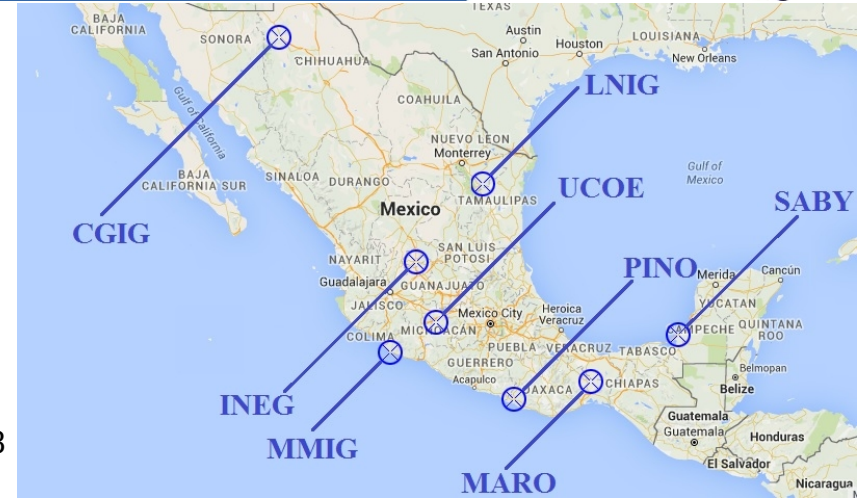 TEXAS
BAJA
CALIFORNIA
SONORA
CHIHUAHUA
Austin
San Antonio
Houston
LOUISIANA
New Orleans
LNIG
COAHUILA
Gulf of
California
NUEVO LEON
Monterrey
Gulf of
Mexico
BAJA
CALIFORNIA SUR
SINALOA
DURANGO
UCOE
SABY
TAMAULIPAS
Mexico
CGIG
SAN LUIS
POTOSI
NAYARIT
PINO
Merida
Cancún
Guadalajara
GUANAJUATO
JALISCO
YUCATAN
Mexico City
Heroica
Veracruz
COLIMA
MICHOACÁN
CAMPECHE
QUINTANA
ROO
PUEBLA
VERACRUZ
TABASCO
GUERRERO
Belmopan
Acapulco
OAXACA
CHIAPAS
Belize
INEG
Guatemala
Guatemala
Honduras
MMIG
El Salvador
MARO
Nicaragua